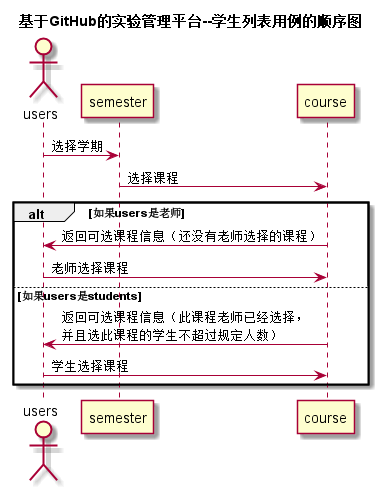 基于GitHub的实验管理平台--学生列表用例的顺序图
users
semester
course
选择学期
选择课程
alt
[如果users是老师]
返回可选课程信息（还没有老师选择的课程）
老师选择课程
[如果users是students]
返回可选课程信息（此课程老师已经选择，
并且选此课程的学生不超过规定人数）
学生选择课程
users
semester
course